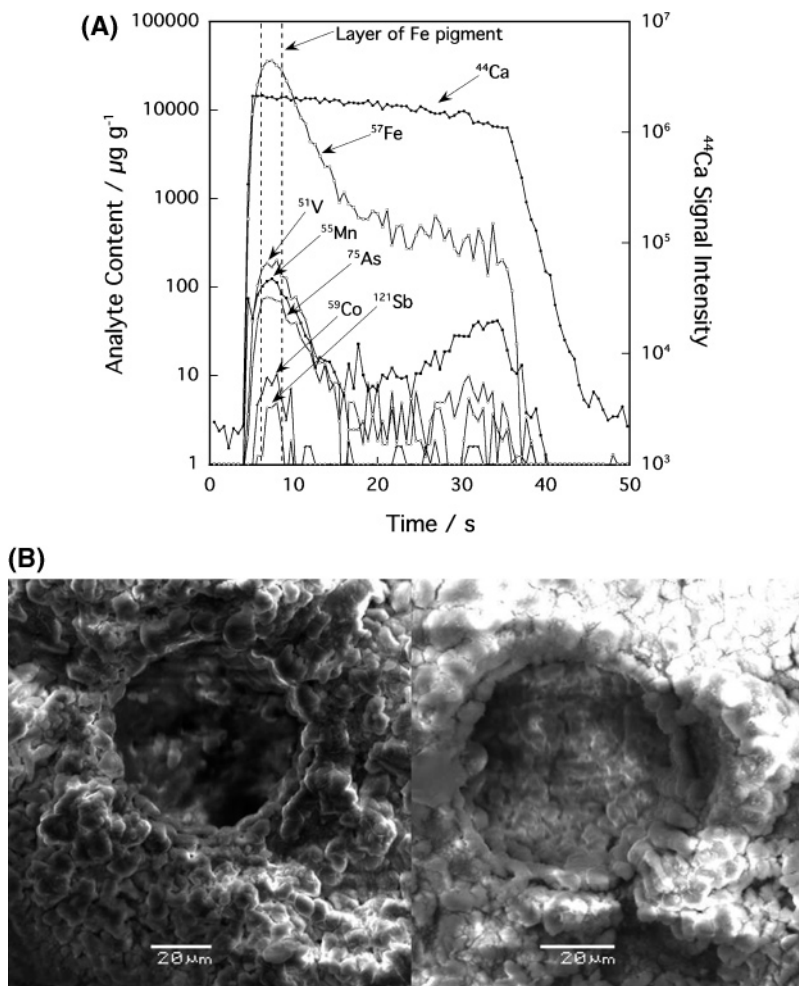 (A)
100000
10000
1000
100
10
1
Analyte Content / µg g⁻¹
Layer of Fe pigment
⁴⁴Ca
⁵⁷Fe
⁵¹V
⁵⁵Mn
⁷⁵As
⁵⁹Co
¹²¹Sb
10⁷
10⁶
10⁵
10⁴
10³
⁴⁴Ca Signal Intensity
0 10 20 30 40 50
Time / s
(B)
20µm
20µm